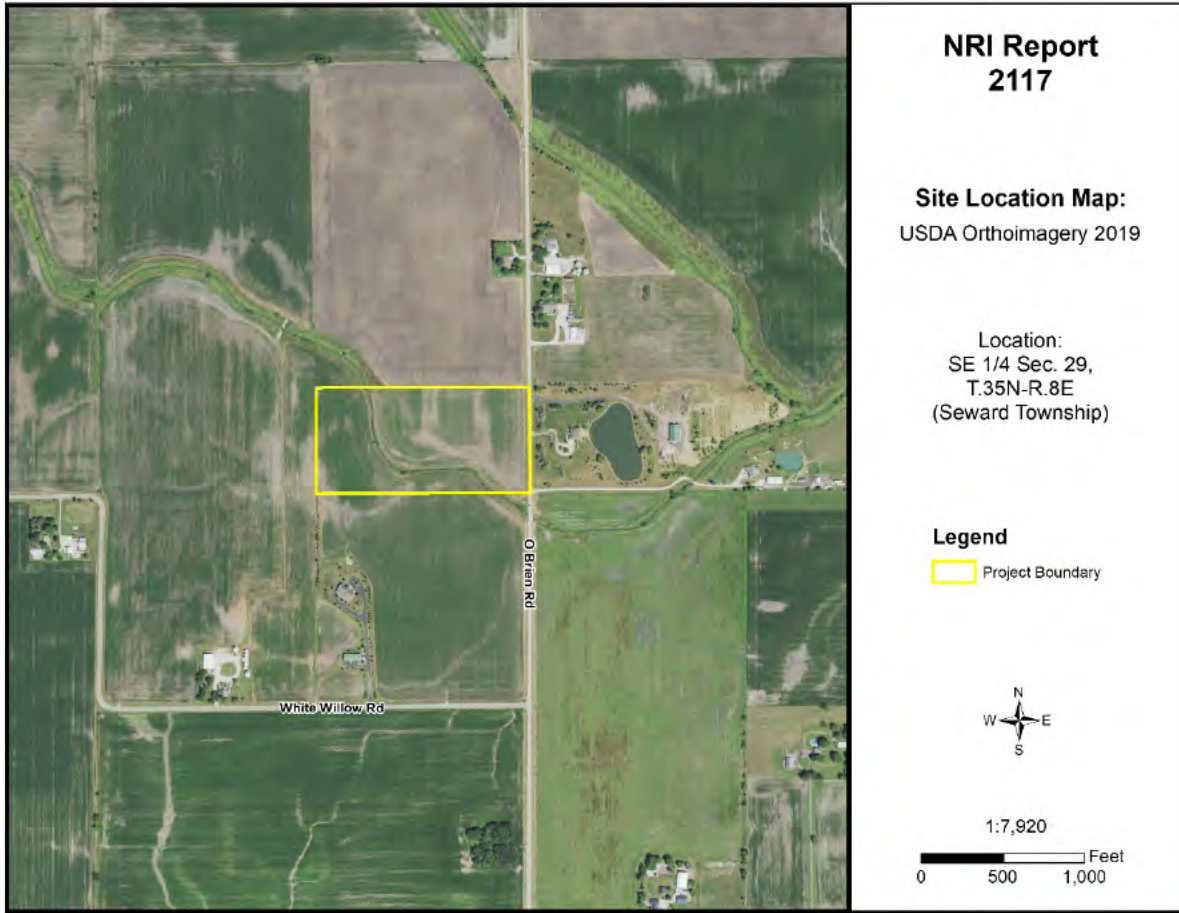 NRI Report
2117
Site Location Map:
USDA Orthoimagery 2019
Location:
SE 1/4 Sec. 29,
T.35N-R.8E
(Seward Township)
Legend
Project Boundary
N
W E
S
1:7,920
Feet
0 500 1,000
O Brien Rd
White Willow Rd